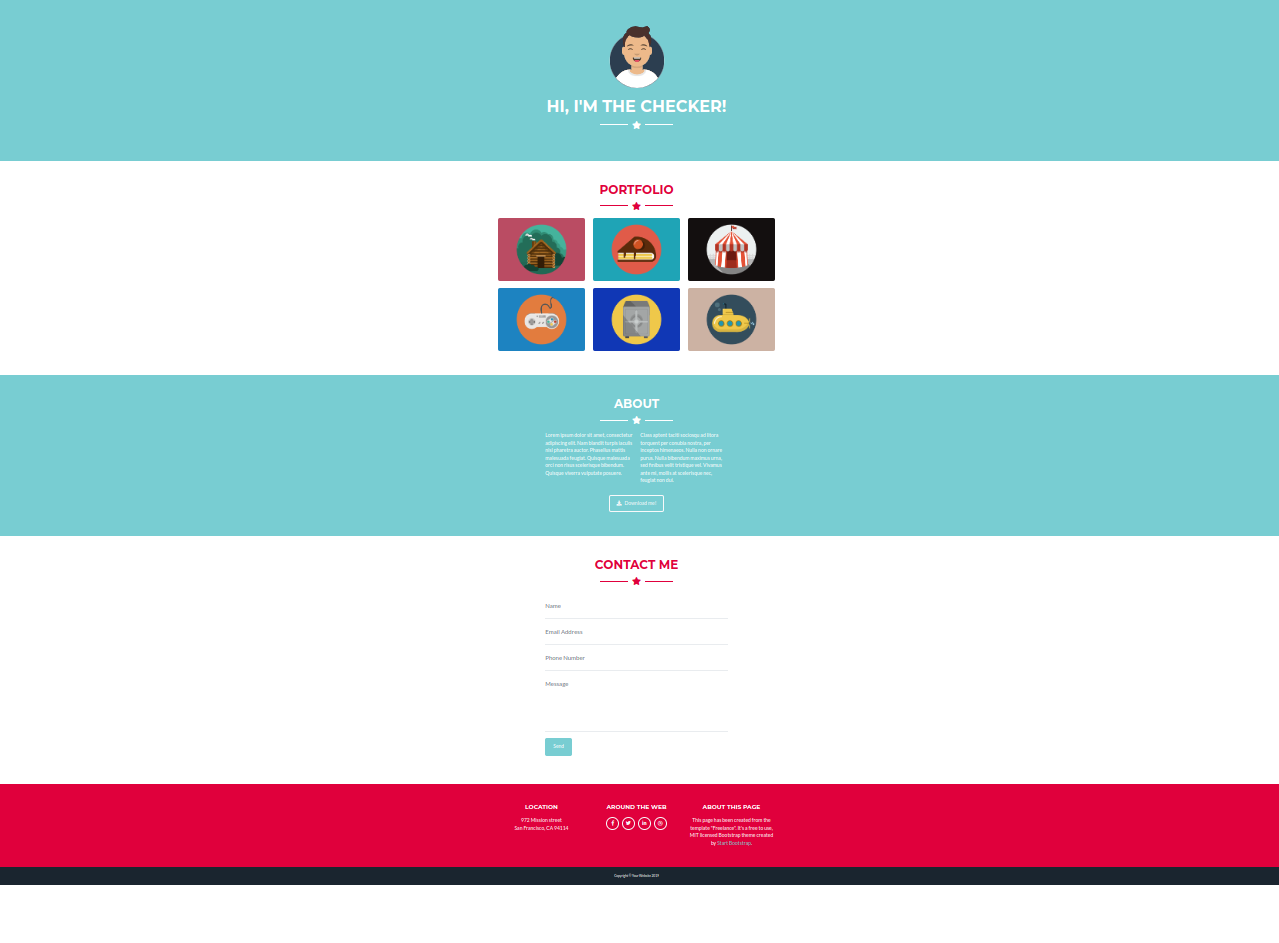 HI, I'M THE CHECKER!
PORTFOLIO
ABOUT
Lorem ipsum dolor sit amet, consectetur
adipiscing elit. Nam blandit turpis iaculis
nisl pharetra auctor. Phasellus mattis
malesuada feugiat. Quisque malesuada
orci non risus scelerisque bibendum.
Quisque viverra vulputate posuere.
Class aptent taciti sociosqu ad litora
torquent per conubia nostra, per
inceptos himenaeos. Nulla non ornare
purus. Nulla bibendum maximus urna,
sed finibus velit tristique vel. Vivamus
ante mi, mollis at scelerisque nec,
feugiat non dui.
Download me!
CONTACT ME
Name
Email Address
Phone Number
Message
Send
LOCATION
972 Mission street
San Francisco, CA 94114
AROUND THE WEB
ABOUT THIS PAGE
This page has been created from the
template "Freelance". It's a free to use,
MIT licensed Bootstrap theme created
by Start Bootstrap.
Copyright © Your Website 2019